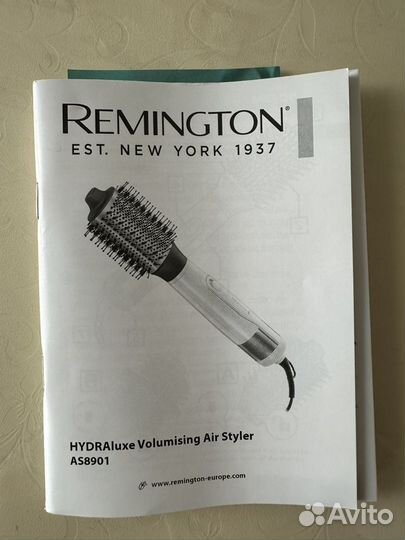 REMINGTON®
EST. NEW YORK 1937
HYDRAluxe Volumising Air Styler
AS8901
www.remington-europe.com
Avito